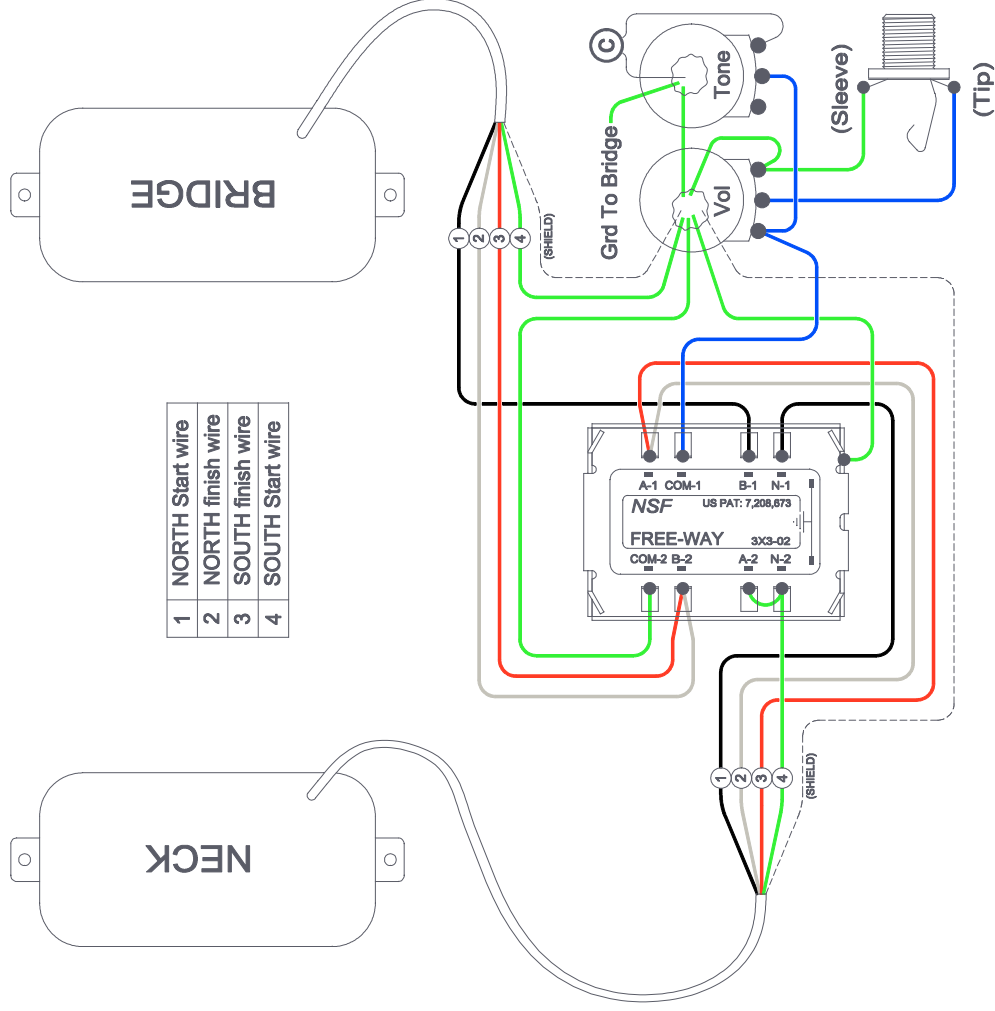 C
Tone
(Sleeve)
(Tip)
BRIDGE
Grd To Bridge
Vol
1
2
3
4
(SHIELD)
1 NORTH Start wire
2 NORTH finish wire
3 SOUTH finish wire
4 SOUTH Start wire
A-1 COM-1 B-1 N-1
NSF US PAT: 7,208,673
FREE-WAY 3X3-02
COM-2 B-2 A-2 N-2
1
2
3
4
(SHIELD)
NECK